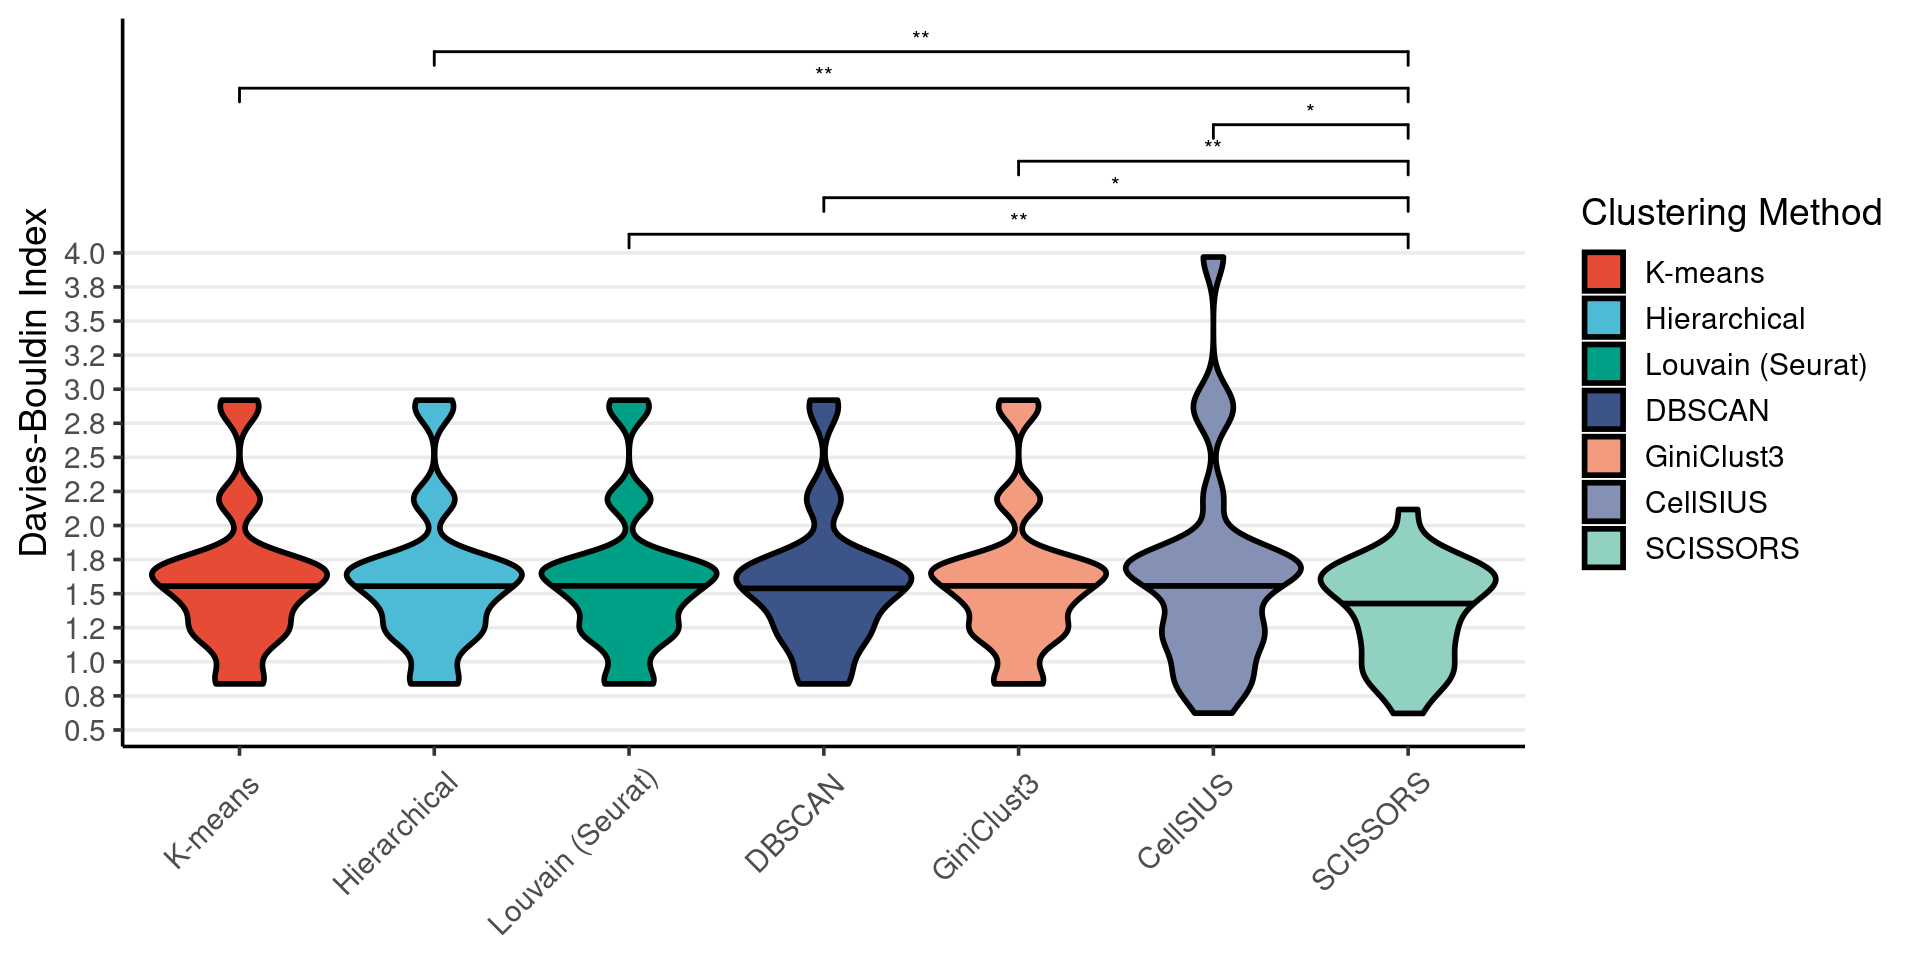 **
**
*
**
*
**
Davies-Bouldin Index
4.0
3.8
3.5
3.2
3.0
2.8
2.5
2.2
2.0
1.8
1.5
1.2
1.0
0.8
0.5
K-means
Hierarchical
Louvain (Seurat)
DBSCAN
GiniClust3
CellSIUS
SCISSORS
Clustering Method
K-means
Hierarchical
Louvain (Seurat)
DBSCAN
GiniClust3
CellSIUS
SCISSORS